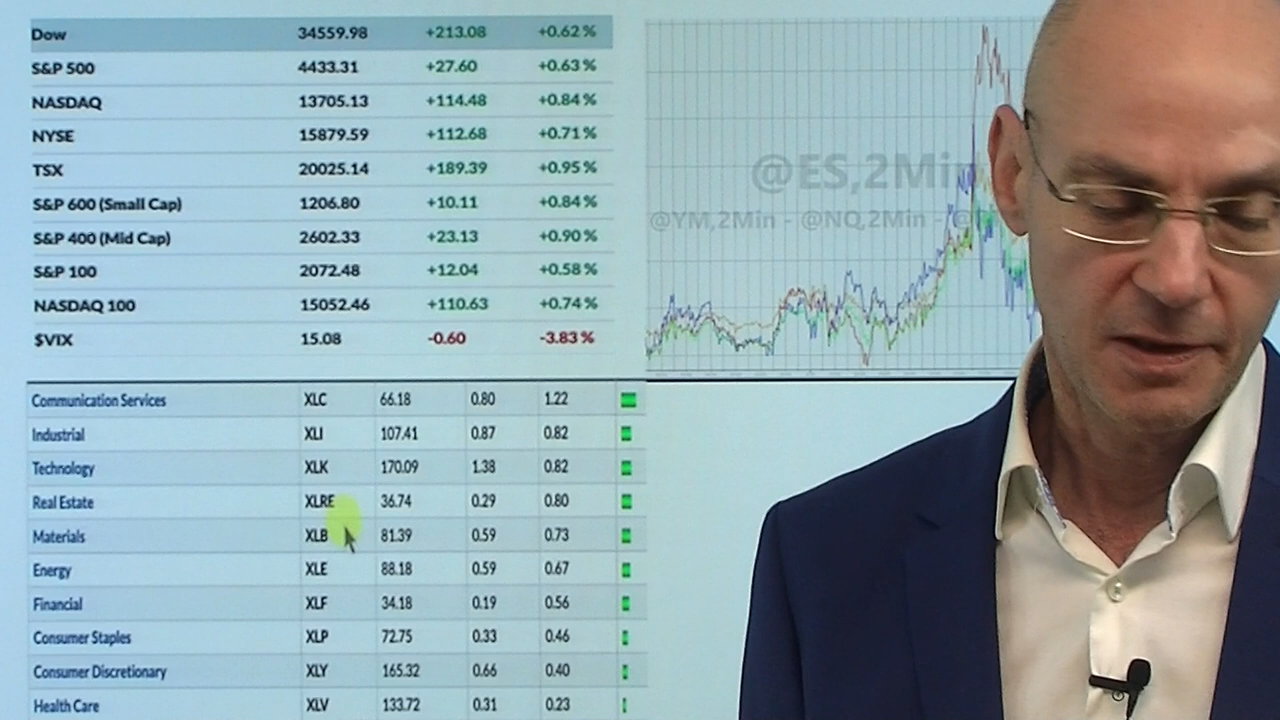 Dow 34559.98 +213.08 +0.62 %
S&P 500 4433.31 +27.60 +0.63 %
NASDAQ 13705.13 +114.48 +0.84 %
NYSE 15879.59 +112.68 +0.71 %
TSX 20025.14 +189.39 +0.95 %
S&P 600 (Small Cap) 1206.80 +10.11 +0.84 %
S&P 400 (Mid Cap) 2602.33 +23.13 +0.90 %
S&P 100 2072.48 +12.04 +0.58 %
NASDAQ 100 15052.46 +110.63 +0.74 %
$VIX 15.08 -0.60 -3.83 %
@ES,2Min
@YM,2Min - @NQ,2Min -
Communication Services XLC 66.18 0.80 1.22
Industrial XLI 107.41 0.87 0.82
Technology XLK 170.09 1.38 0.82
Real Estate XLRE 36.74 0.29 0.80
Materials XLB 81.39 0.59 0.73
Energy XLE 88.18 0.59 0.67
Financial XLF 34.18 0.19 0.56
Consumer Staples XLP 72.75 0.33 0.46
Consumer Discretionary XLY 165.32 0.66 0.40
Health Care XLV 133.72 0.31 0.23